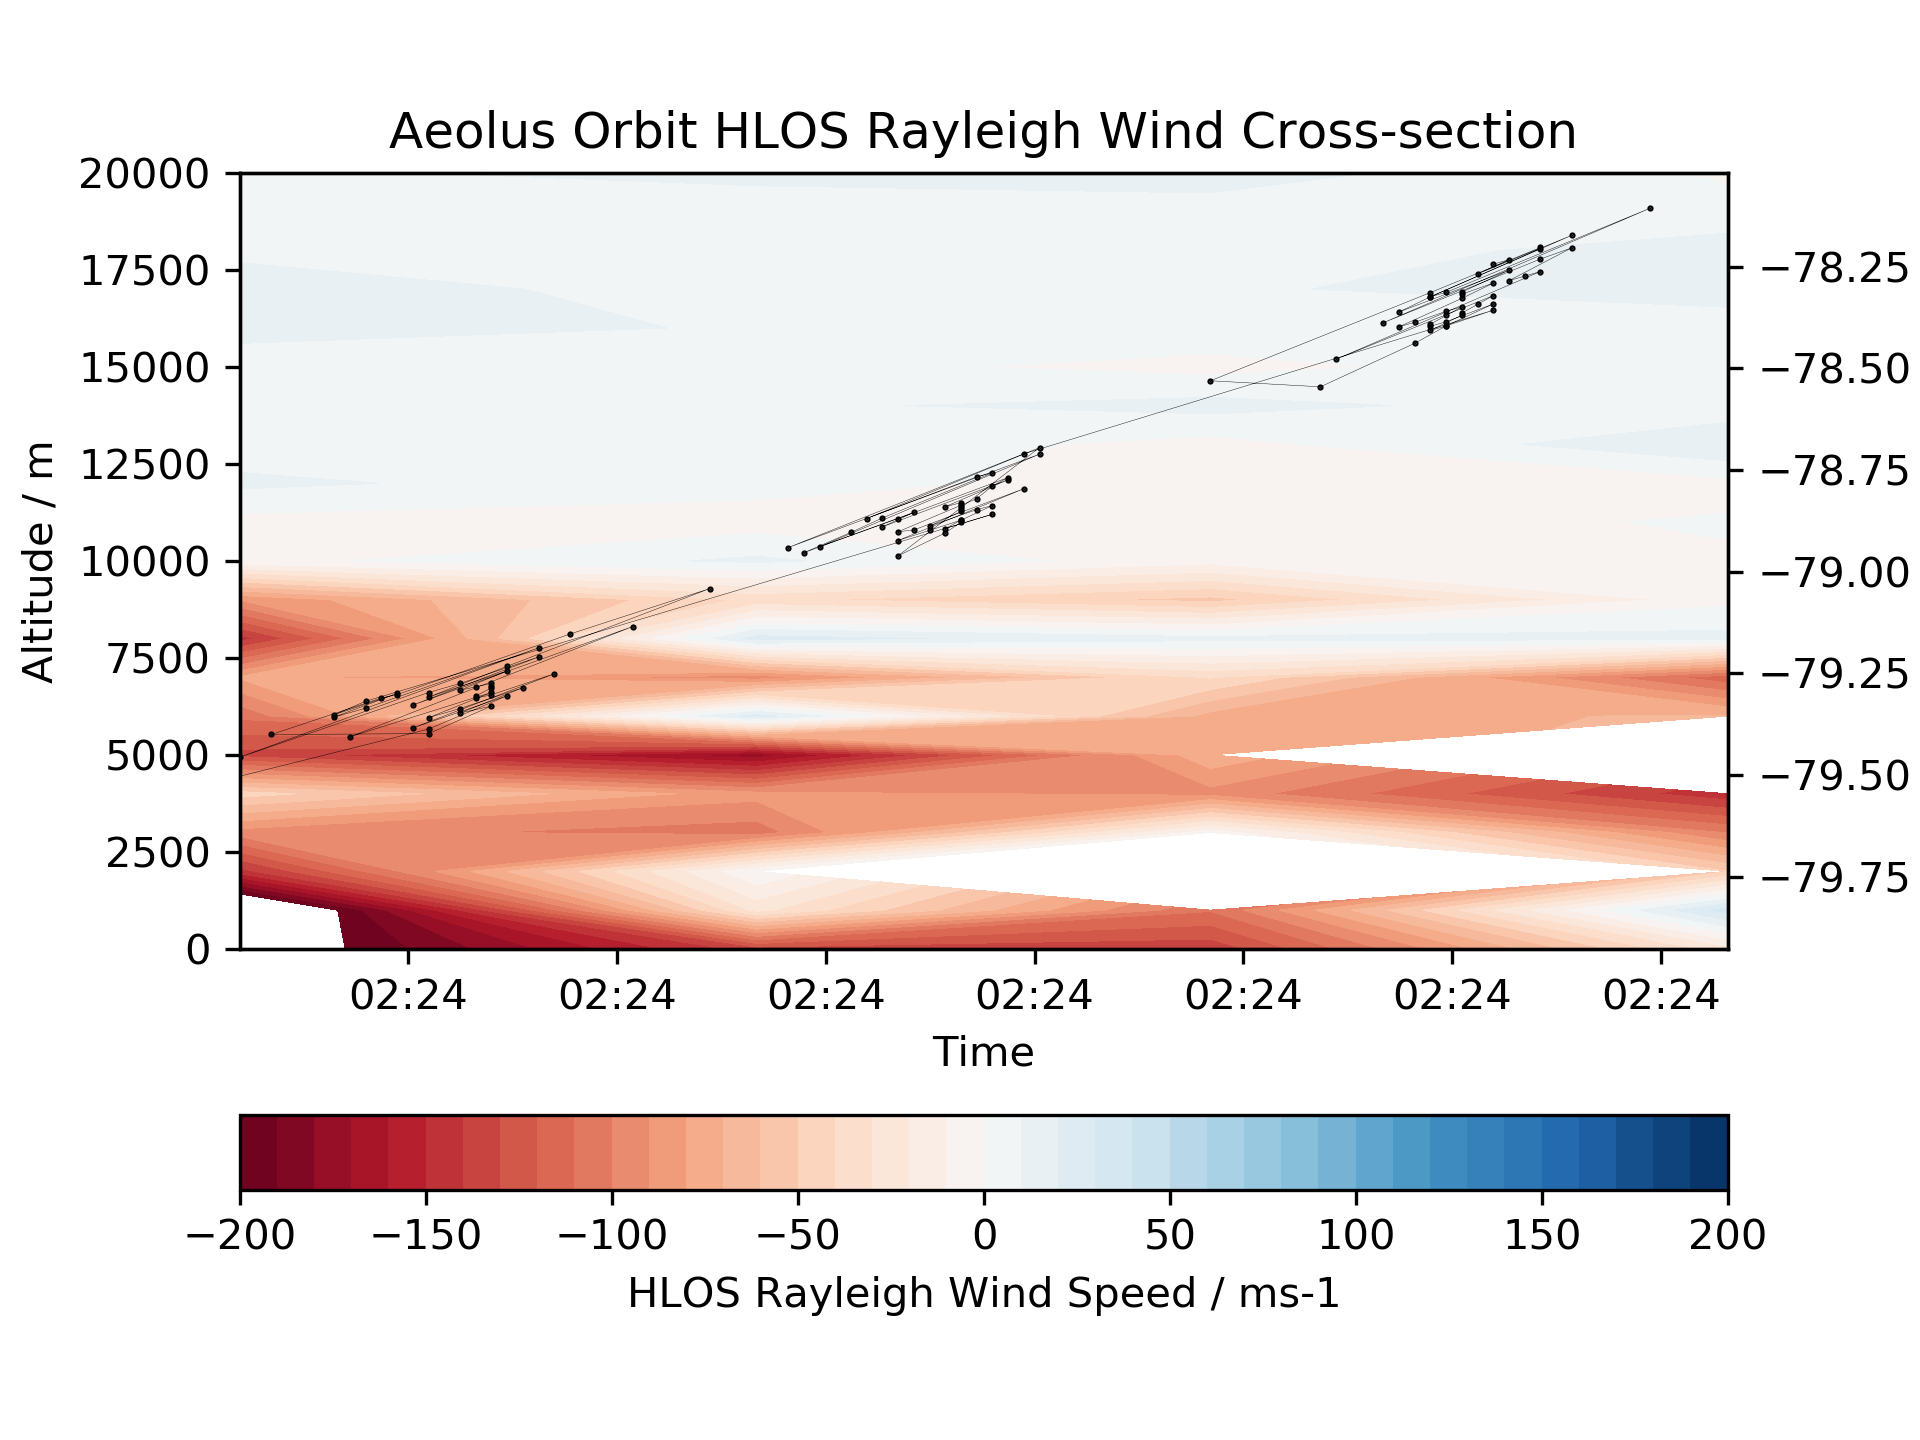 Aeolus Orbit HLOS Rayleigh Wind Cross-section
20000
17500
15000
12500
10000
7500
5000
2500
0
Altitude / m
−78.25
−78.50
−78.75
−79.00
−79.25
−79.50
−79.75
02:24 02:24 02:24 02:24 02:24 02:24 02:24
Time
−200 −150 −100 −50 0 50 100 150 200
HLOS Rayleigh Wind Speed / ms-1